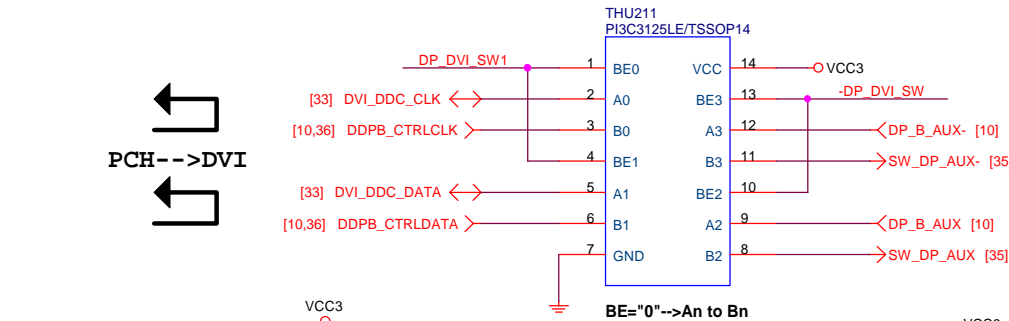 THU211
PI3C3125LE/TSSOP14
DP_DVI_SW1 1 BE0 VCC 14 VCC3
[33] DVI_DDC_CLK 2 A0 BE3 13 -DP_DVI_SW
[10,36] DDPB_CTRLCLK 3 B0 A3 12 DP_B_AUX- [10]
PCH-->DVI 4 BE1 B3 11 SW_DP_AUX- [35
[33] DVI_DDC_DATA 5 A1 BE2 10
[10,36] DDPB_CTRLDATA 6 B1 A2 9 DP_B_AUX [10]
7 GND B2 8 SW_DP_AUX [35]
VCC3 BE="0"-->An to Bn